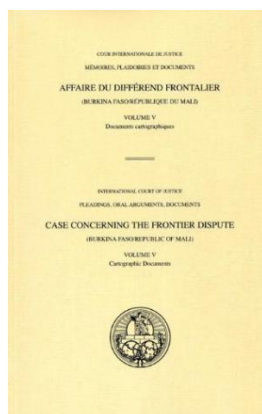 COUR INTERNATIONALE DE JUSTICE
MÉMOIRES, PLAIDOIRIES ET DOCUMENTS
AFFAIRE DU DIFFÉREND FRONTALIER
(BURKINA FASO/RÉPUBLIQUE DU MALI)
VOLUME V
Documents cartographiques
INTERNATIONAL COURT OF JUSTICE
PLEADINGS, ORAL ARGUMENTS, DOCUMENTS
CASE CONCERNING THE FRONTIER DISPUTE
(BURKINA FASO/REPUBLIC OF MALI)
VOLUME V
Cartographic Documents